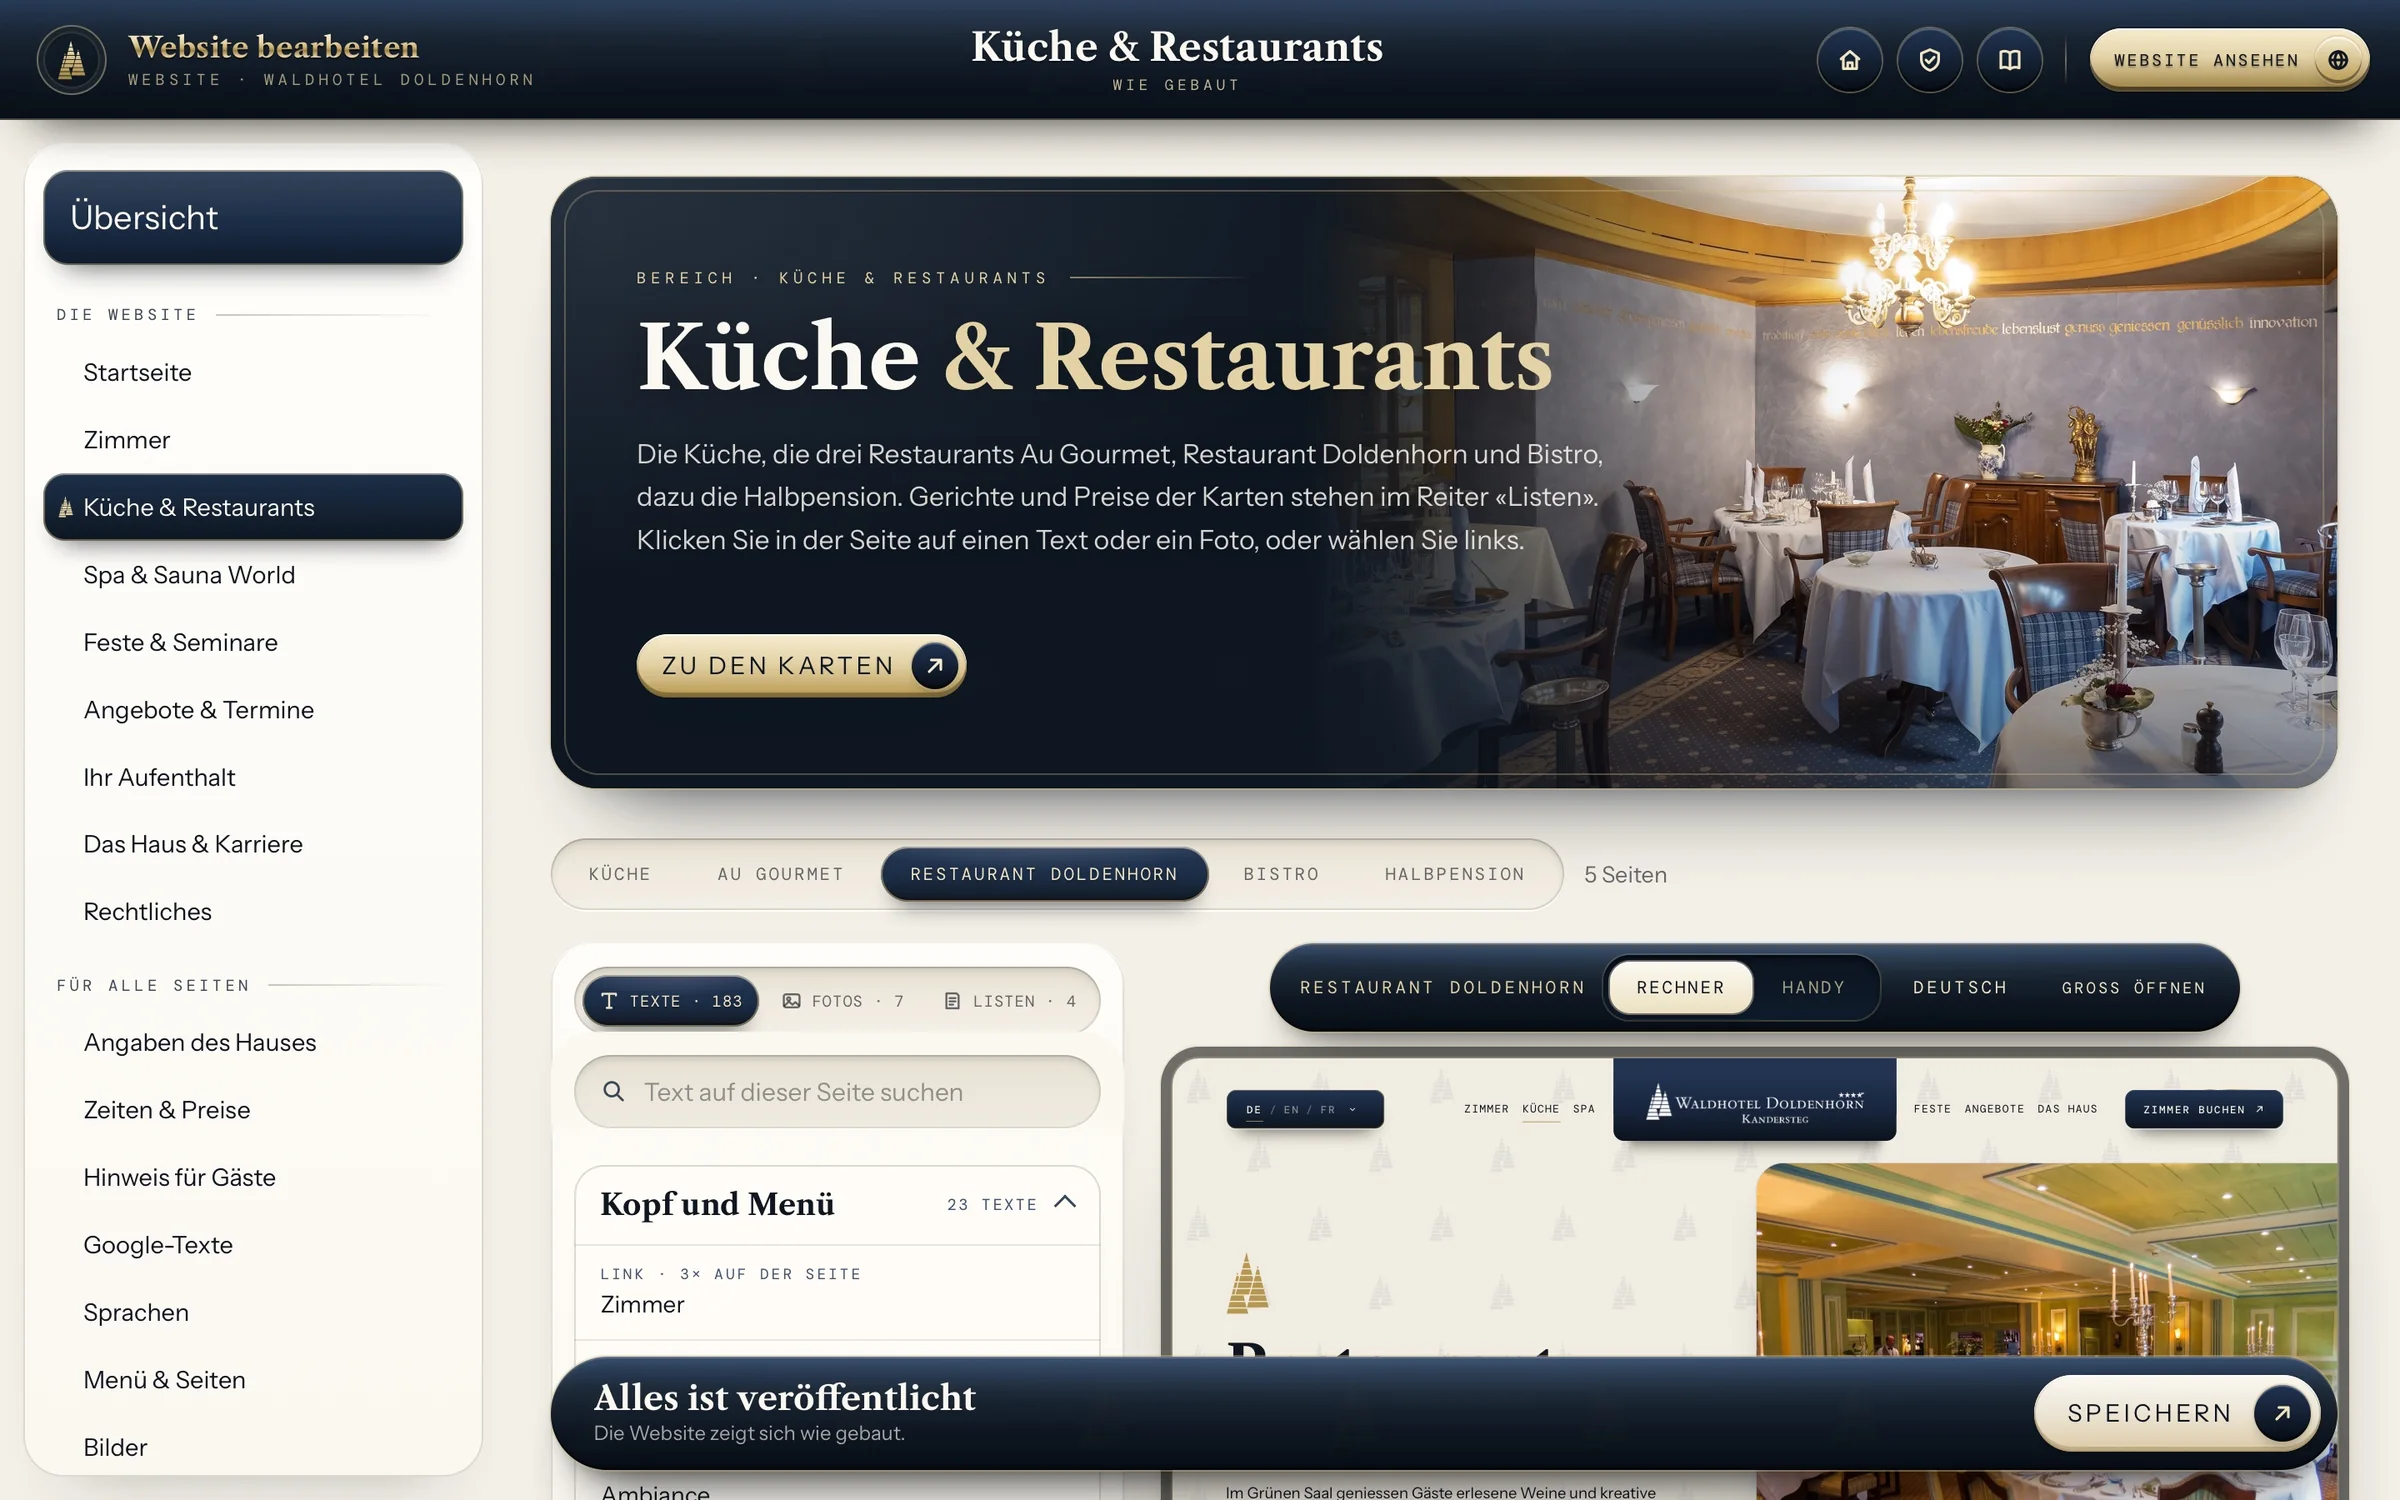 Website bearbeiten
WEBSITE · WALDHOTEL DOLDENHORN
Küche & Restaurants
WIE GEBAUT
WEBSITE ANSEHEN
Übersicht
DIE WEBSITE
Startseite
Zimmer
Küche & Restaurants
Spa & Sauna World
Feste & Seminare
Angebote & Termine
Ihr Aufenthalt
Das Haus & Karriere
Rechtliches
FÜR ALLE SEITEN
Angaben des Hauses
Zeiten & Preise
Hinweis für Gäste
Google-Texte
Sprachen
Menü & Seiten
Bilder
BEREICH · KÜCHE & RESTAURANTS
Küche & Restaurants
Die Küche, die drei Restaurants Au Gourmet, Restaurant Doldenhorn und Bistro,
dazu die Halbpension. Gerichte und Preise der Karten stehen im Reiter «Listen».
Klicken Sie in der Seite auf einen Text oder ein Foto, oder wählen Sie links.
ZU DEN KARTEN
lebensfreude lebenslust genuss geniessen genüsslich innovation
KÜCHE
AU GOURMET
RESTAURANT DOLDENHORN
BISTRO
HALBPENSION
5 Seiten
TEXTE · 183
FOTOS · 7
LISTEN · 4
Text auf dieser Seite suchen
Kopf und Menü
23 TEXTE
LINK · 3× AUF DER SEITE
Zimmer
Ambiance
RESTAURANT DOLDENHORN
RECHNER
HANDY
DEUTSCH
GROSS ÖFFNEN
DE / EN / FR
ZIMMER KÜCHE SPA
WALDHOTEL DOLDENHORN
KANDERSTEG
FESTE ANGEBOTE DAS HAUS
ZIMMER BUCHEN
Alles ist veröffentlicht
Die Website zeigt sich wie gebaut.
SPEICHERN
Im Grünen Saal geniessen Gäste erlesene Weine und kreative